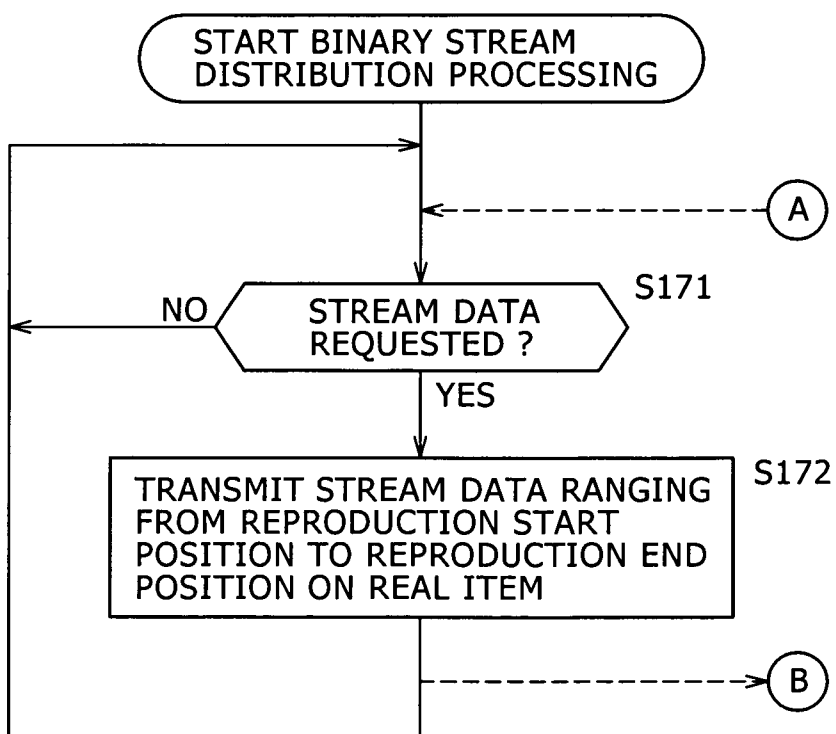 START BINARY STREAM
DISTRIBUTION PROCESSING
A
S171
NO
STREAM DATA
REQUESTED ?
YES
S172
TRANSMIT STREAM DATA RANGING
FROM REPRODUCTION START
POSITION TO REPRODUCTION END
POSITION ON REAL ITEM
B